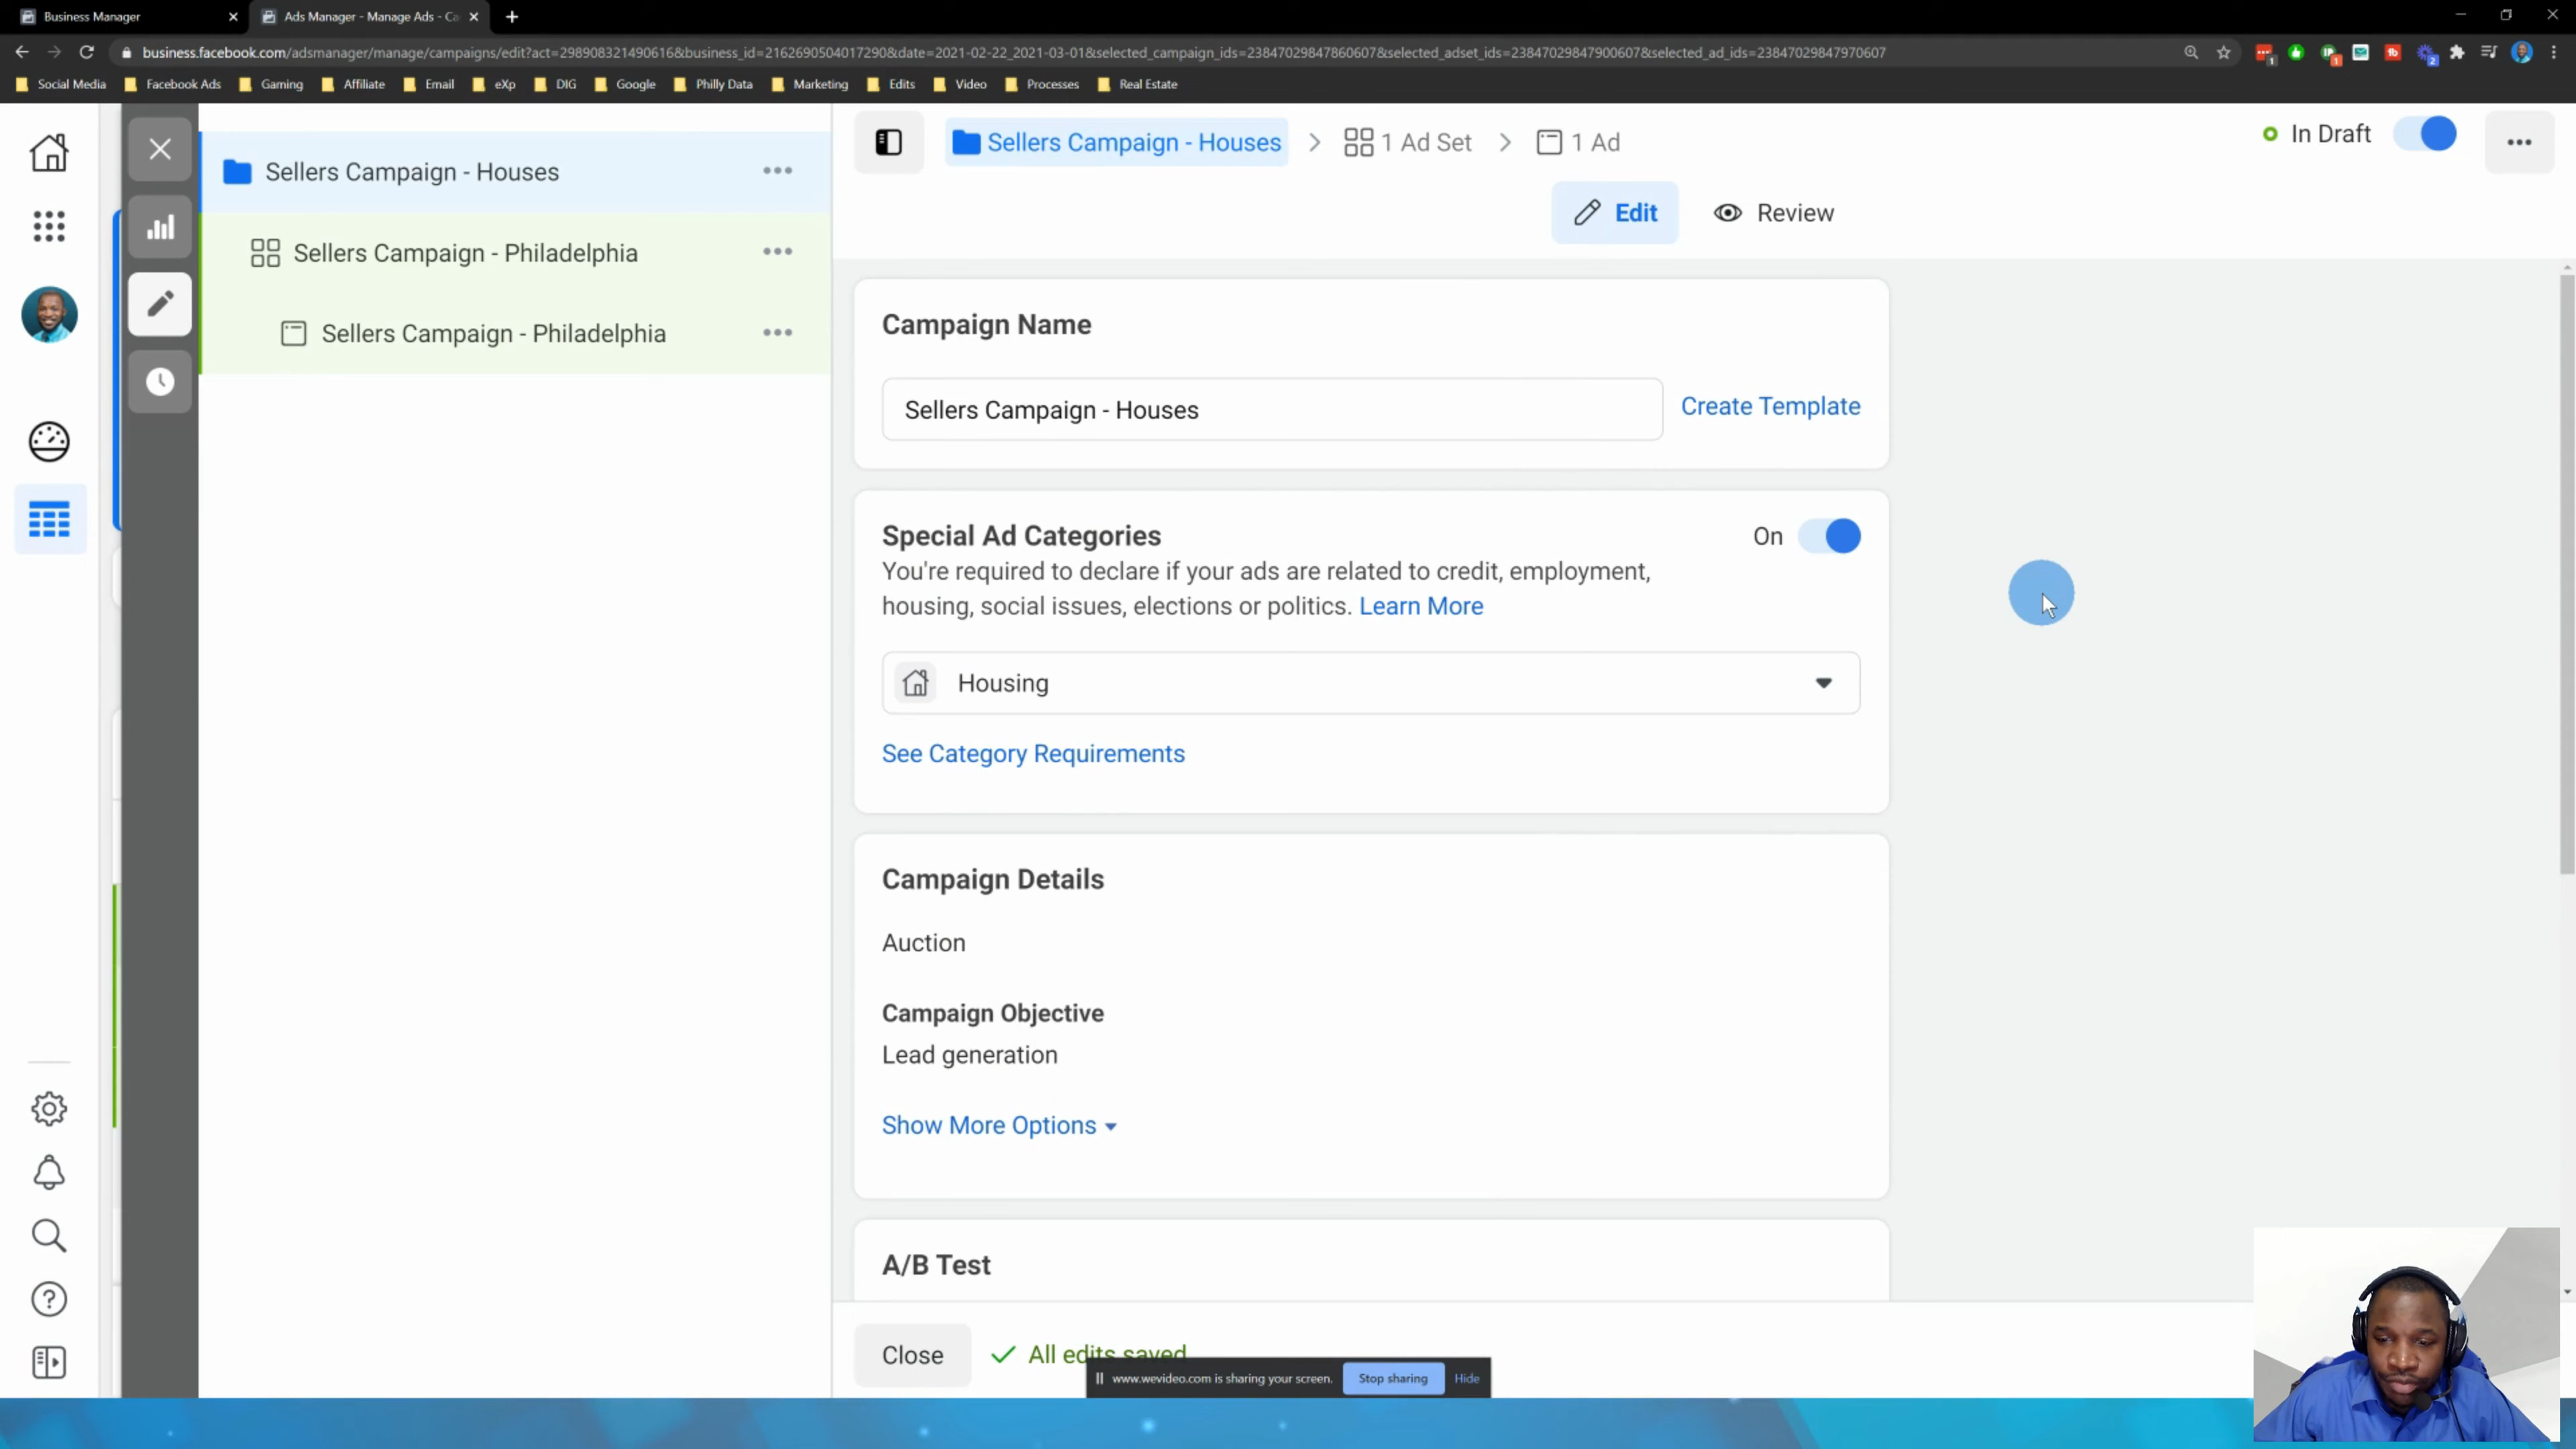 Business Manager
Ads Manager - Manage Ads - Ca
business.facebook.com/adsmanager/manage/campaigns/edit?act=298908321490616&business_id=2162690504017290&date=2021-02-22_2021-03-01&selected_campaign_ids=23847029847860607&selected_adset_ids=23847029847900607&selected_ad_ids=23847029847970607
Social Media Facebook Ads Gaming Affiliate Email eXp DIG Google Philly Data Marketing Edits Video Processes Real Estate
Sellers Campaign - Houses
Sellers Campaign - Philadelphia
Sellers Campaign - Philadelphia
Sellers Campaign - Houses > 1 Ad Set > 1 Ad
In Draft
Edit Review
Campaign Name
Sellers Campaign - Houses
Create Template
Special Ad Categories
On
You're required to declare if your ads are related to credit, employment,
housing, social issues, elections or politics. Learn More
Housing
See Category Requirements
Campaign Details
Auction
Campaign Objective
Lead generation
Show More Options
A/B Test
Close
All edits saved
www.wevideo.com is sharing your screen.
Stop sharing
Hide